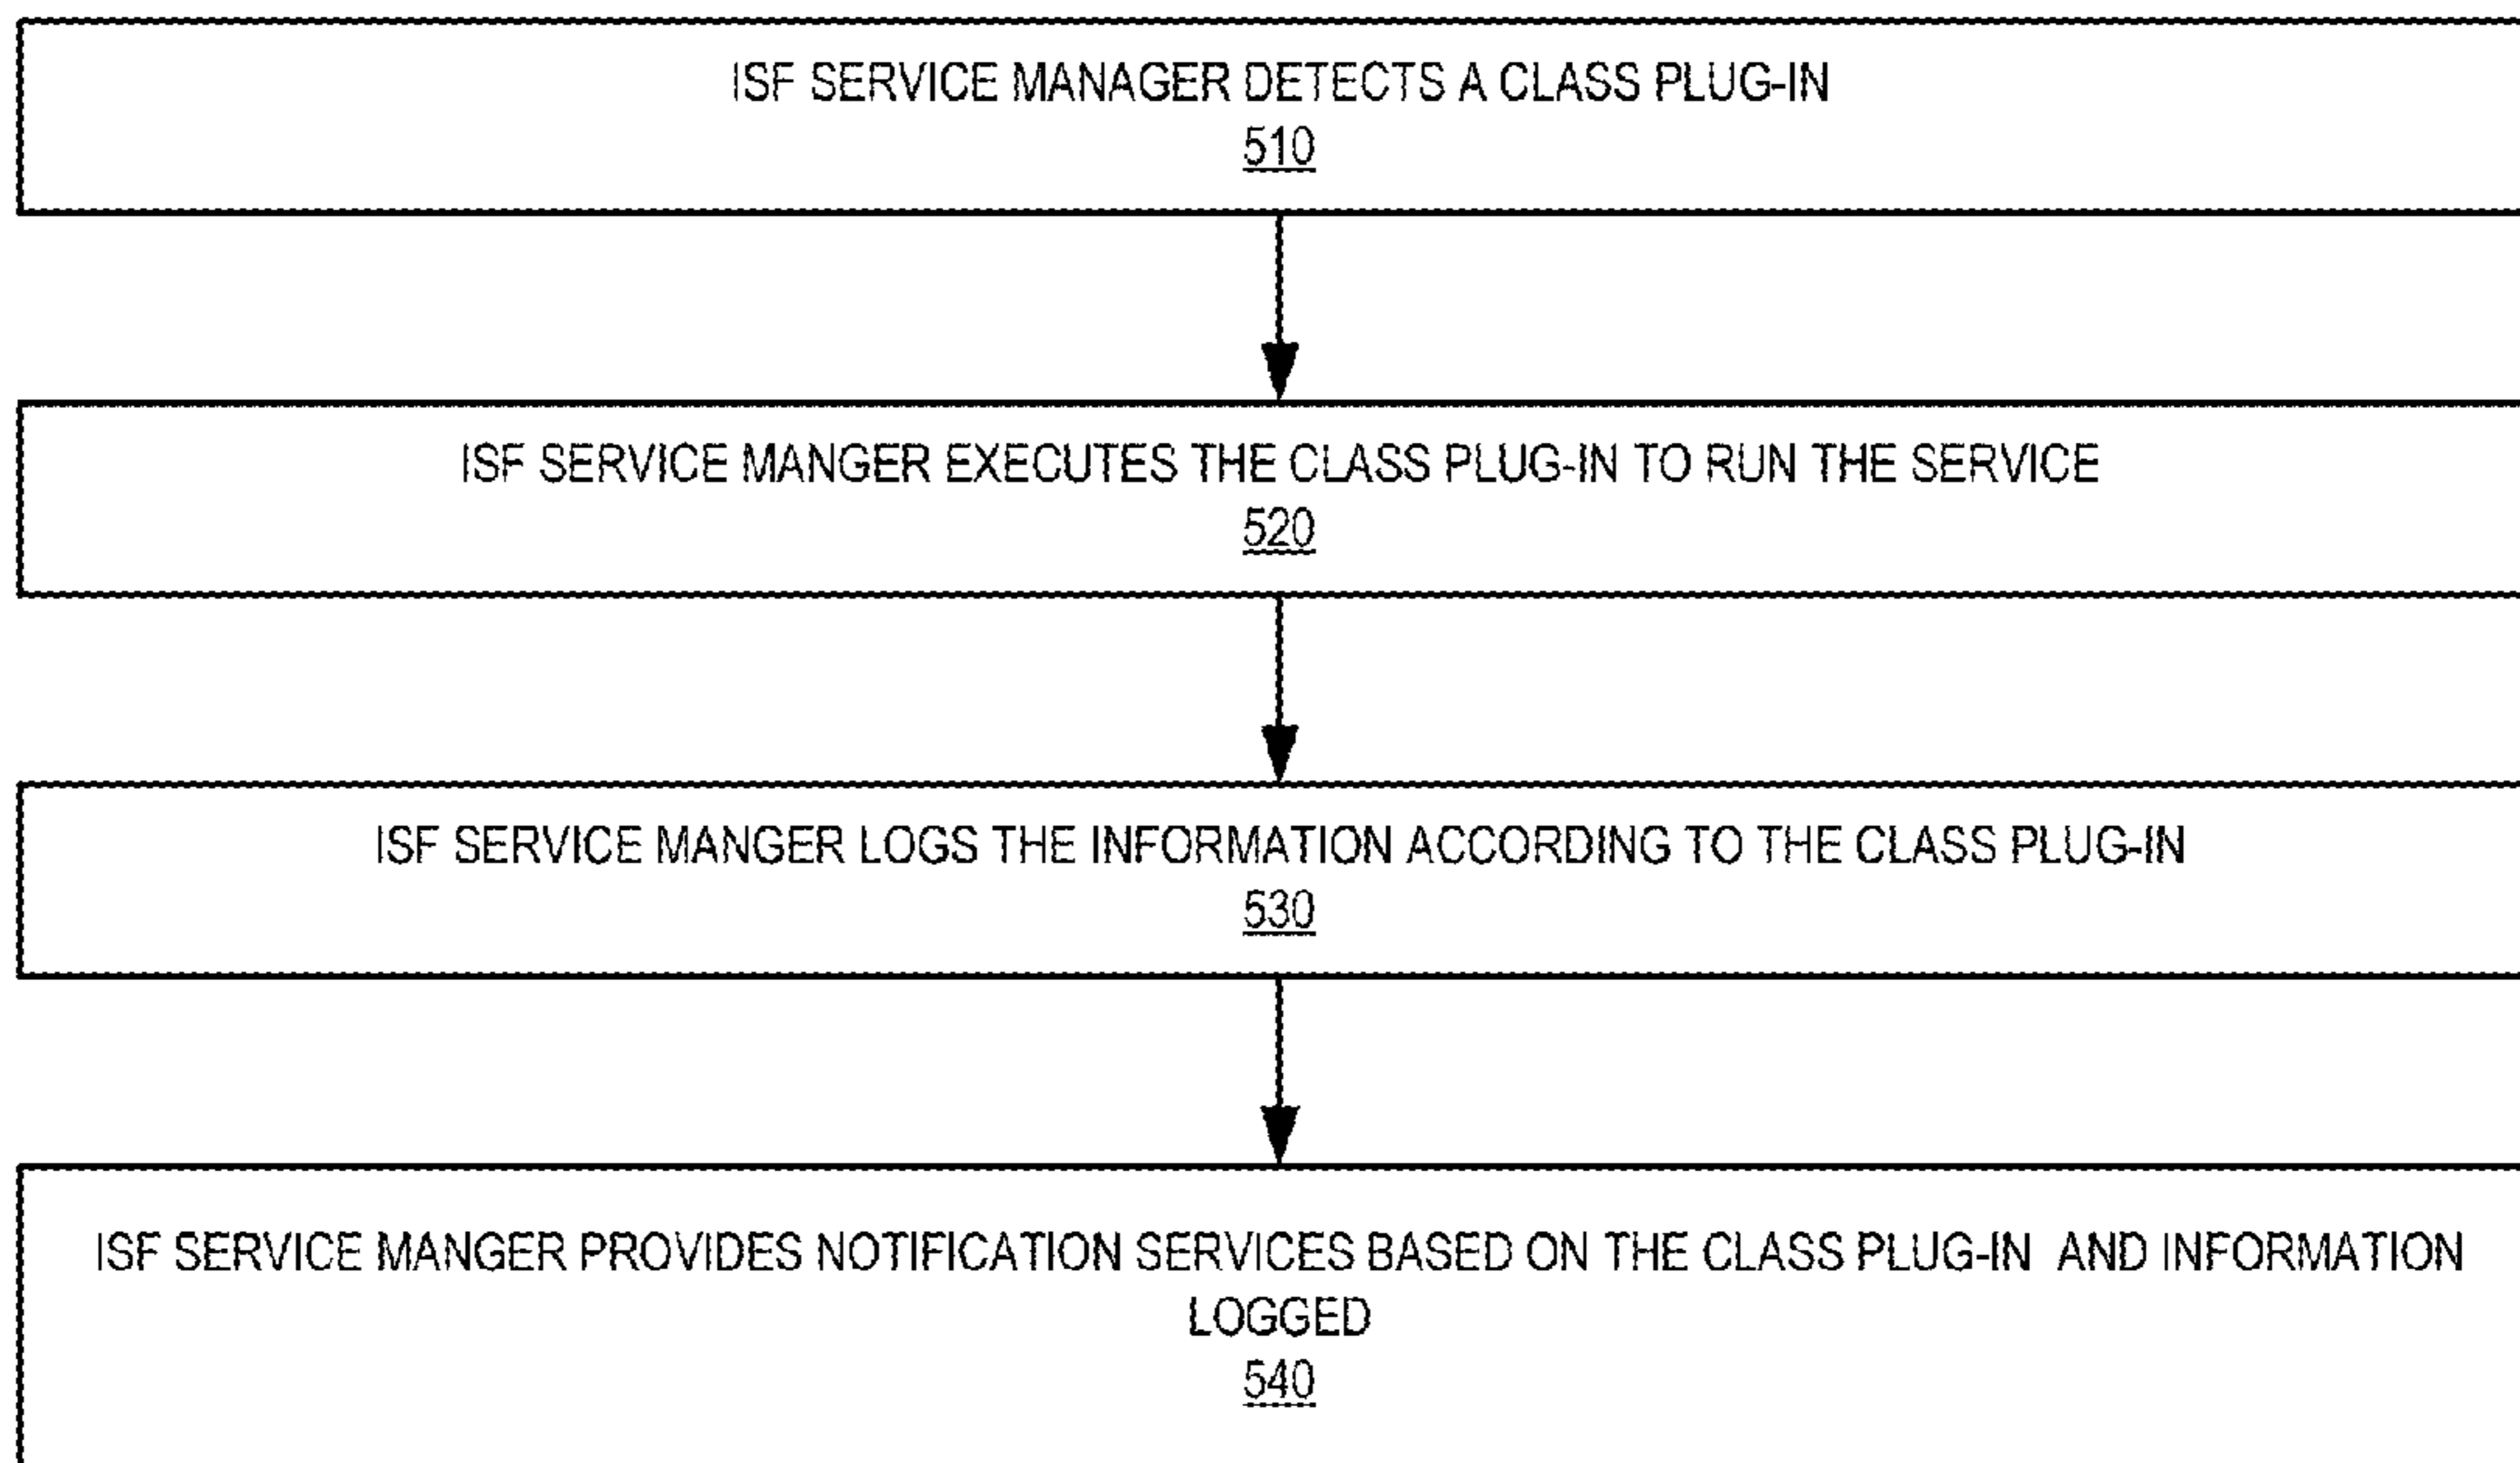 ISF SERVICE MANAGER DETECTS A CLASS PLUG-IN
510
ISF SERVICE MANGER EXECUTES THE CLASS PLUG-IN TO RUN THE SERVICE
520
ISF SERVICE MANGER LOGS THE INFORMATION ACCORDING TO THE CLASS PLUG-IN
530
ISF SERVICE MANGER PROVIDES NOTIFICATION SERVICES BASED ON THE CLASS PLUG-IN AND INFORMATION
LOGGED
540